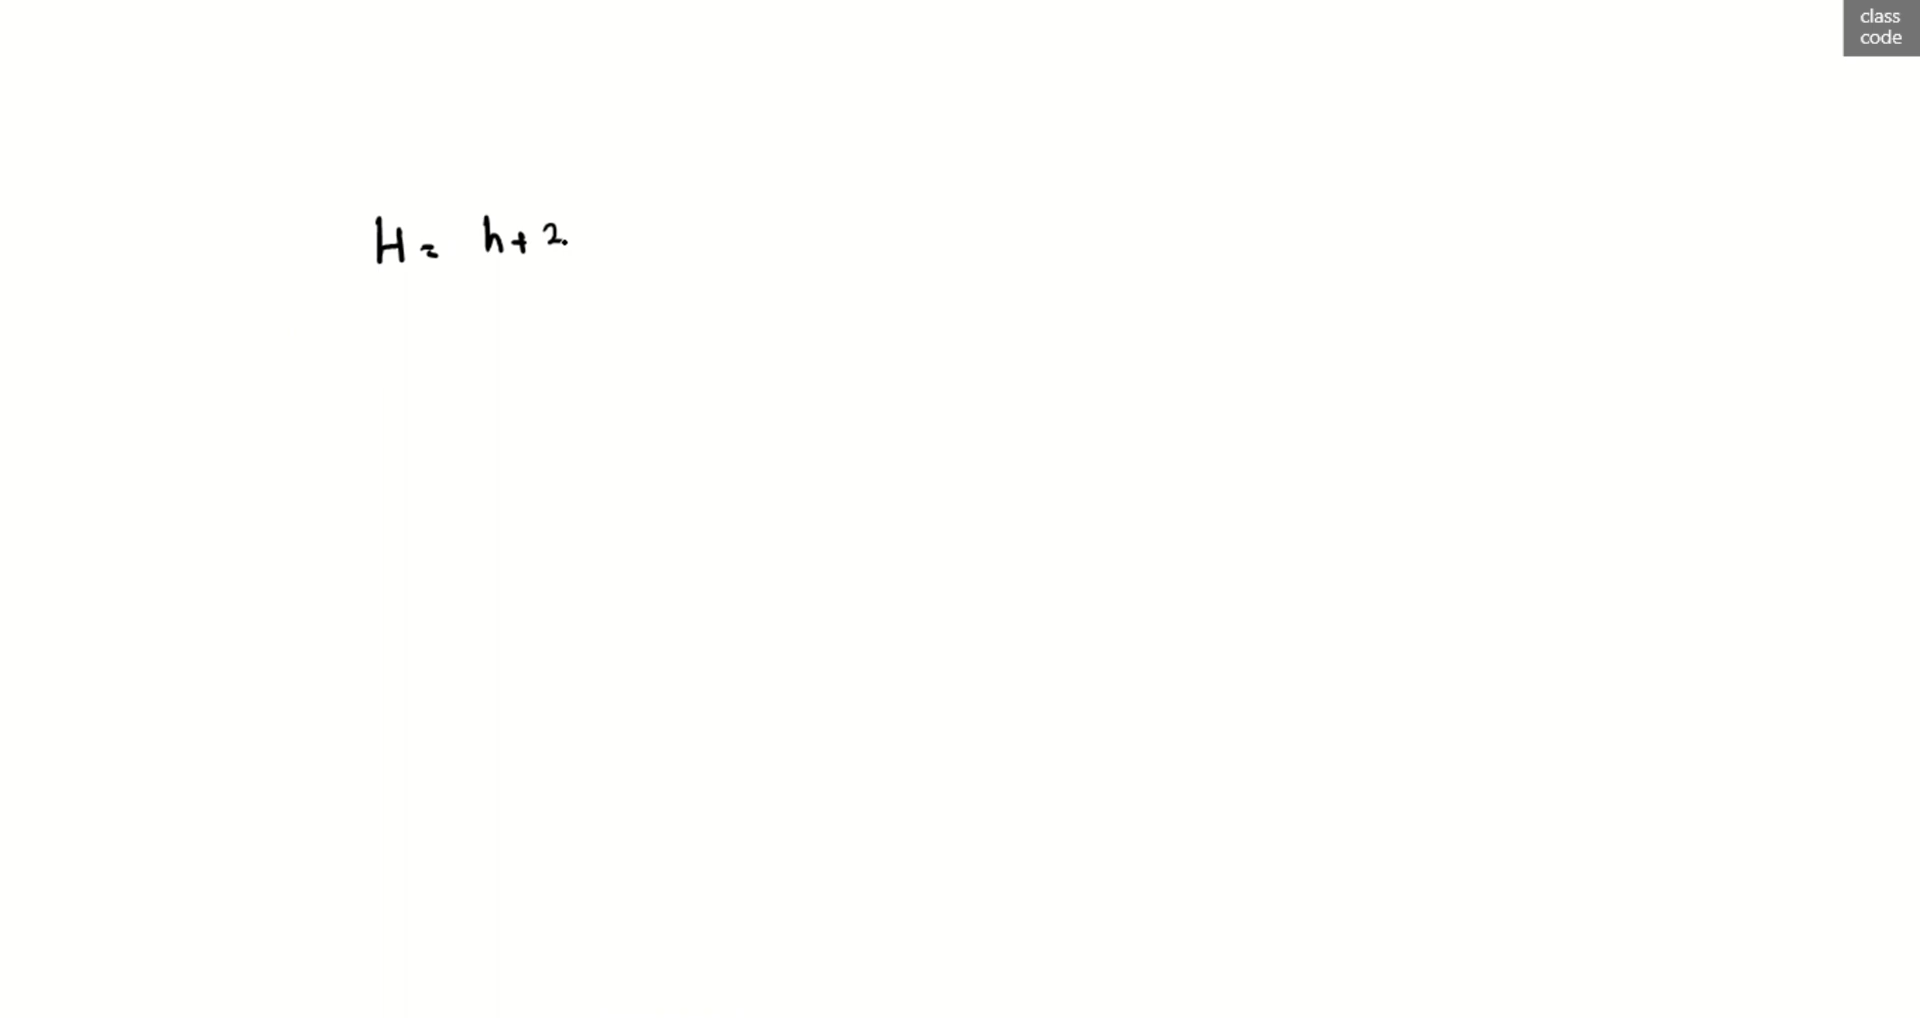 class
code
H = h + 2.